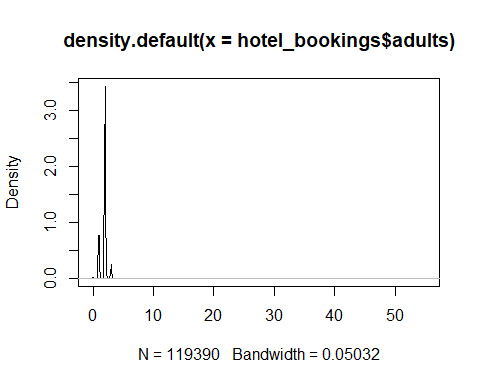 density.default(x = hotel_bookings$adults)
Density
3.0
2.0
1.0
0.0
0 10 20 30 40 50
N = 119390 Bandwidth = 0.05032